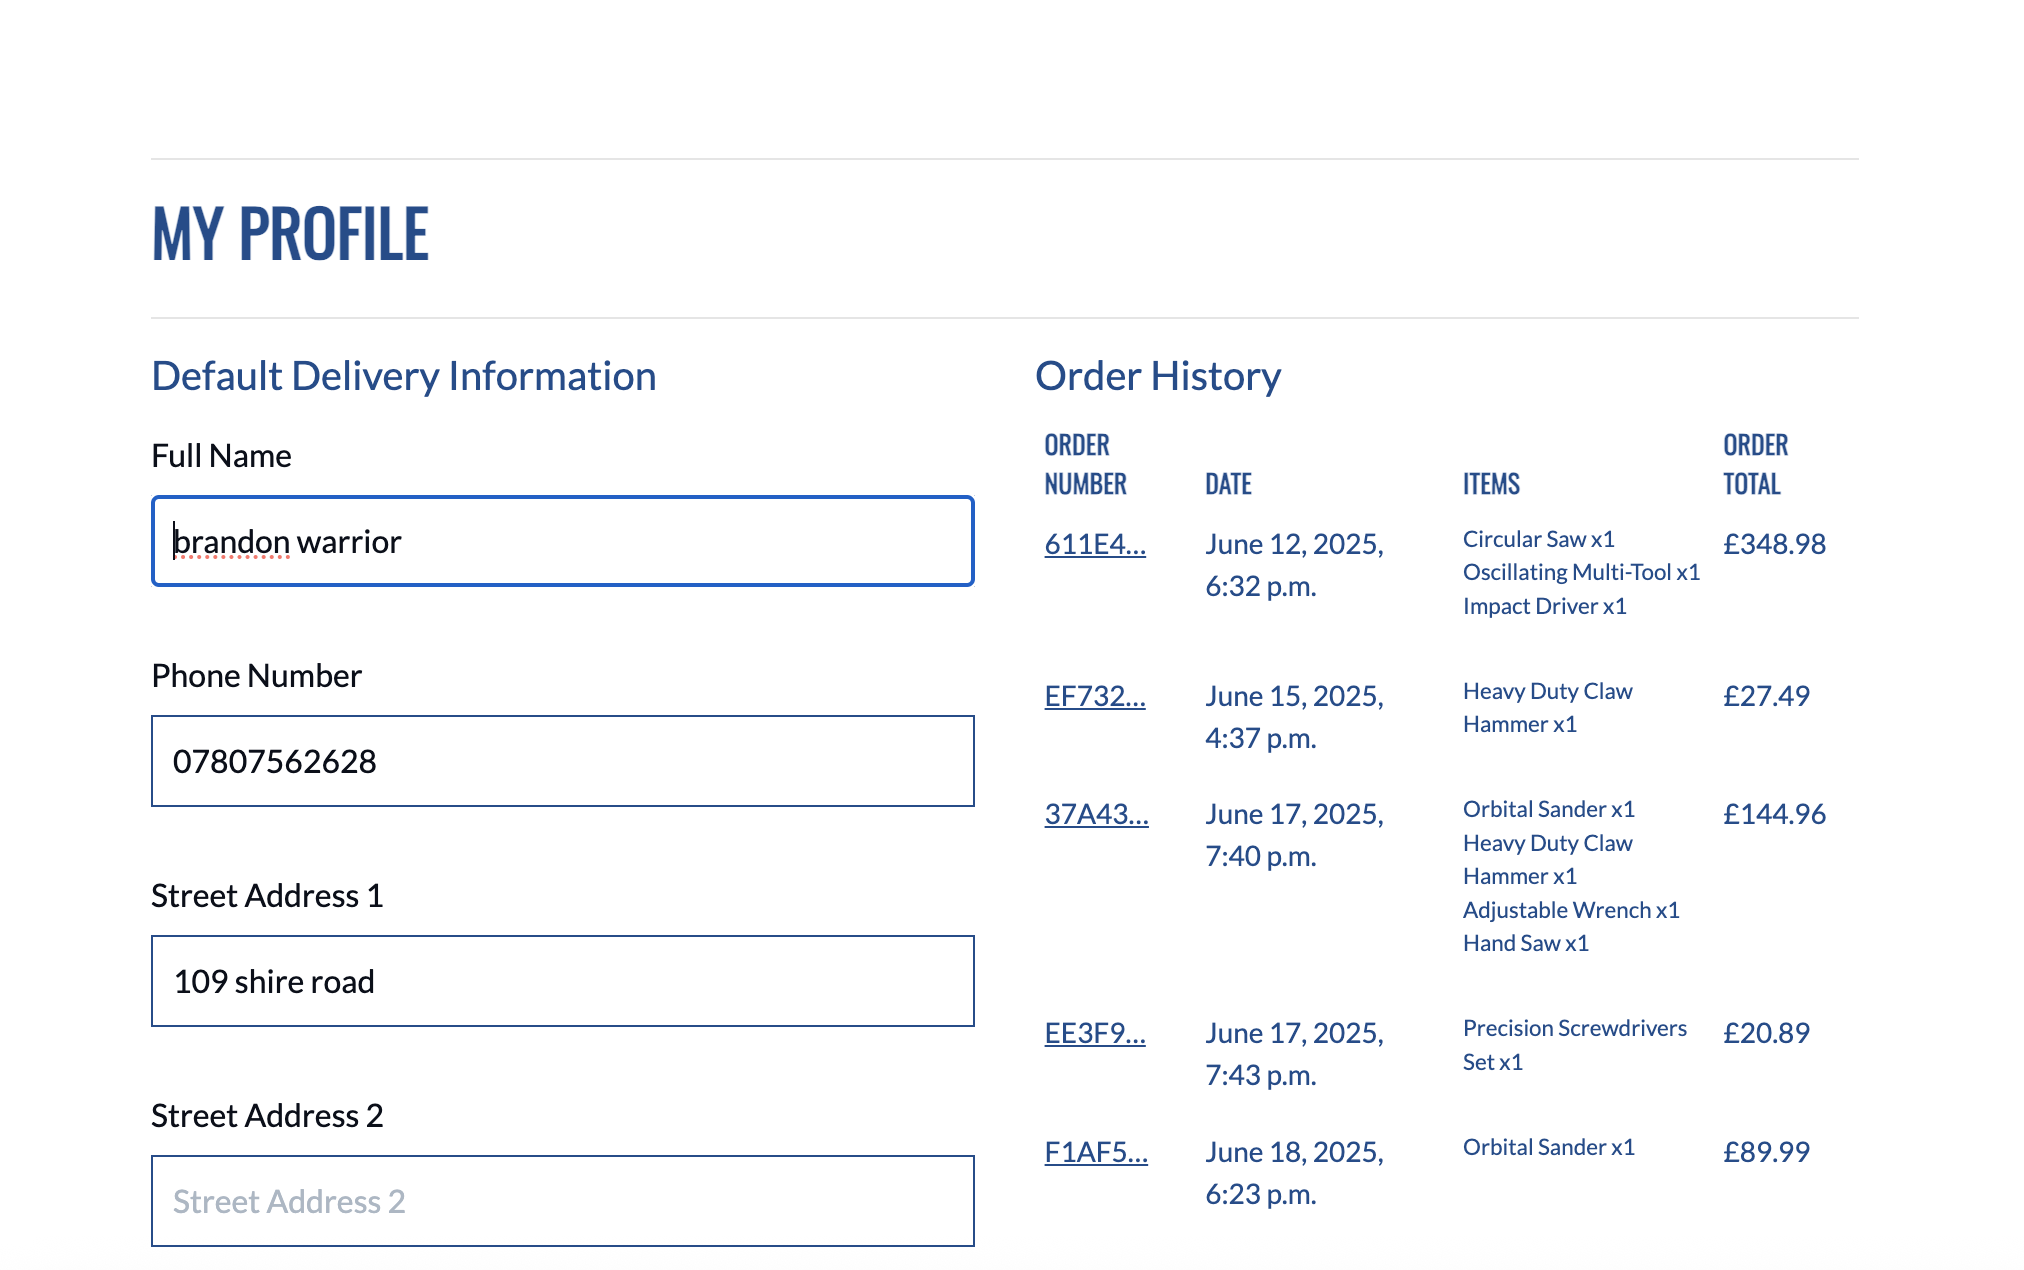 MY PROFILE
Default Delivery Information
Full Name
brandon warrior
Phone Number
07807562628
Street Address 1
109 shire road
Street Address 2
Street Address 2
Order History
ORDER NUMBER DATE ITEMS ORDER TOTAL
611E4... June 12, 2025, Circular Saw x1 £348.98
6:32 p.m. Oscillating Multi-Tool x1
Impact Driver x1
EF732... June 15, 2025, Heavy Duty Claw £27.49
4:37 p.m. Hammer x1
37A43... June 17, 2025, Orbital Sander x1 £144.96
7:40 p.m. Heavy Duty Claw
Hammer x1
Adjustable Wrench x1
Hand Saw x1
EE3F9... June 17, 2025, Precision Screwdrivers £20.89
7:43 p.m. Set x1
F1AF5... June 18, 2025, Orbital Sander x1 £89.99
6:23 p.m.